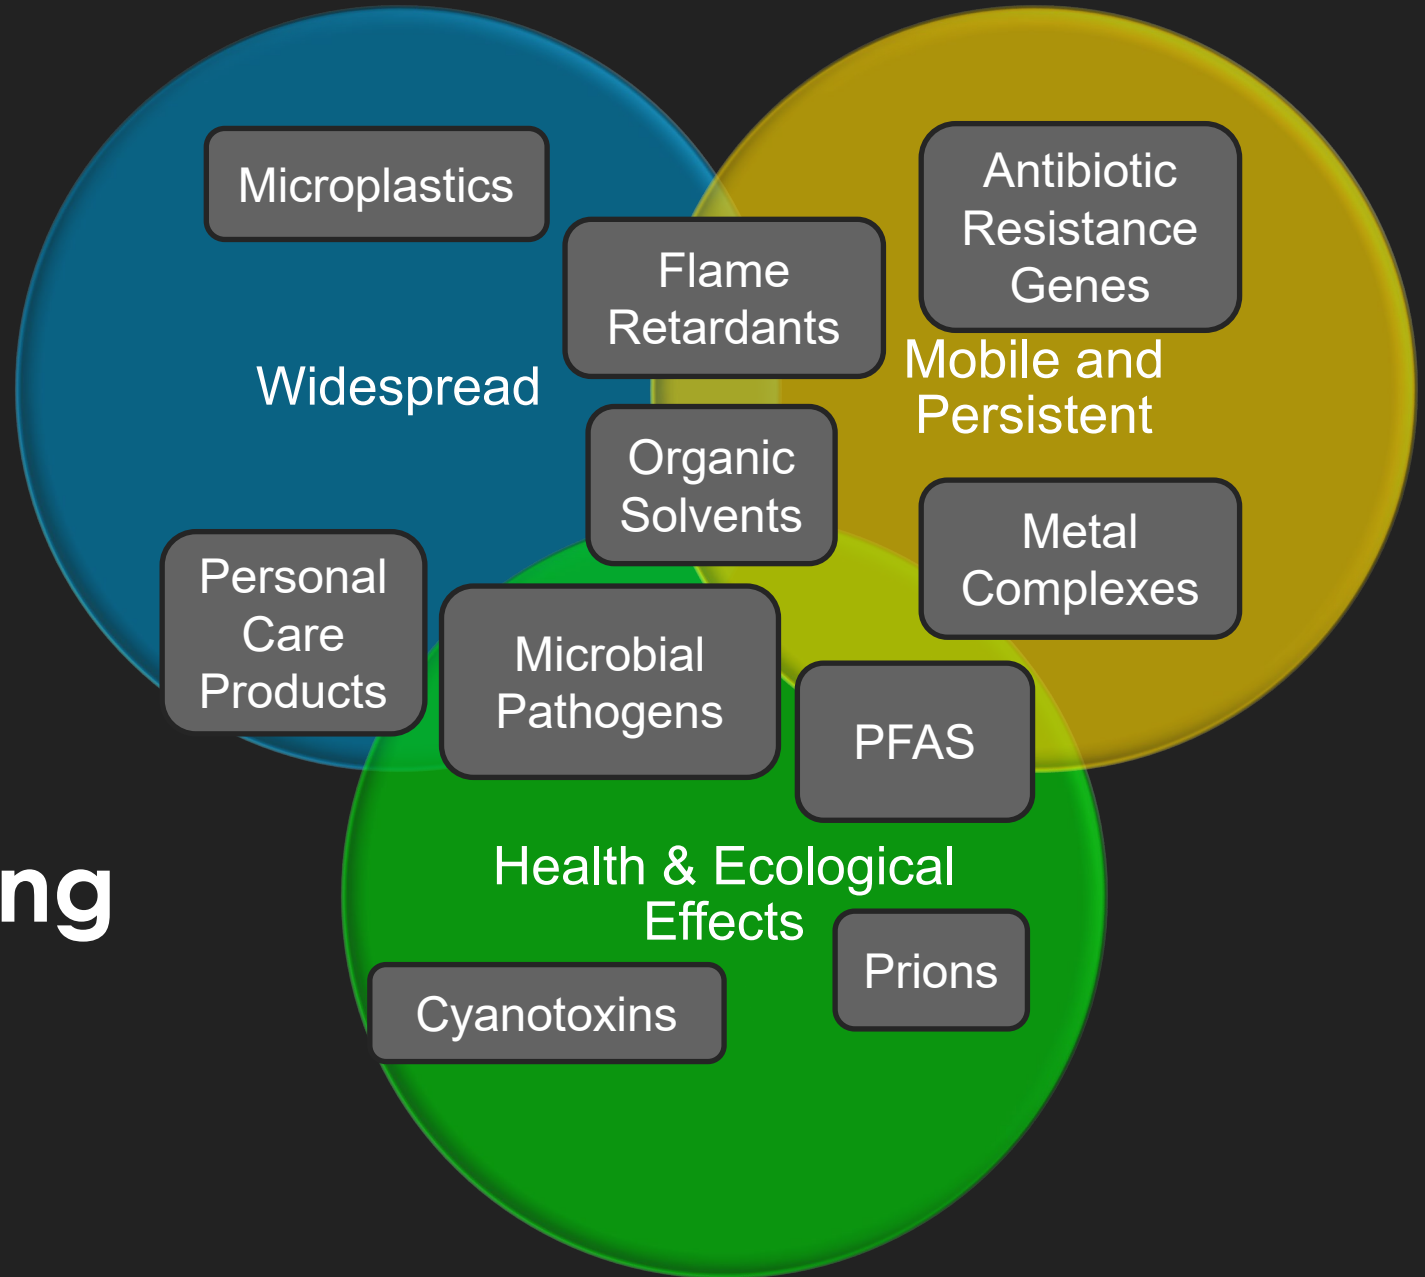 Microplastics
Antibiotic
Resistance
Genes
Flame
Retardants
Widespread
Mobile and
Persistent
Organic
Solvents
Metal
Complexes
Personal
Care
Products
Microbial
Pathogens
PFAS
ng
Health & Ecological
Effects
Prions
Cyanotoxins